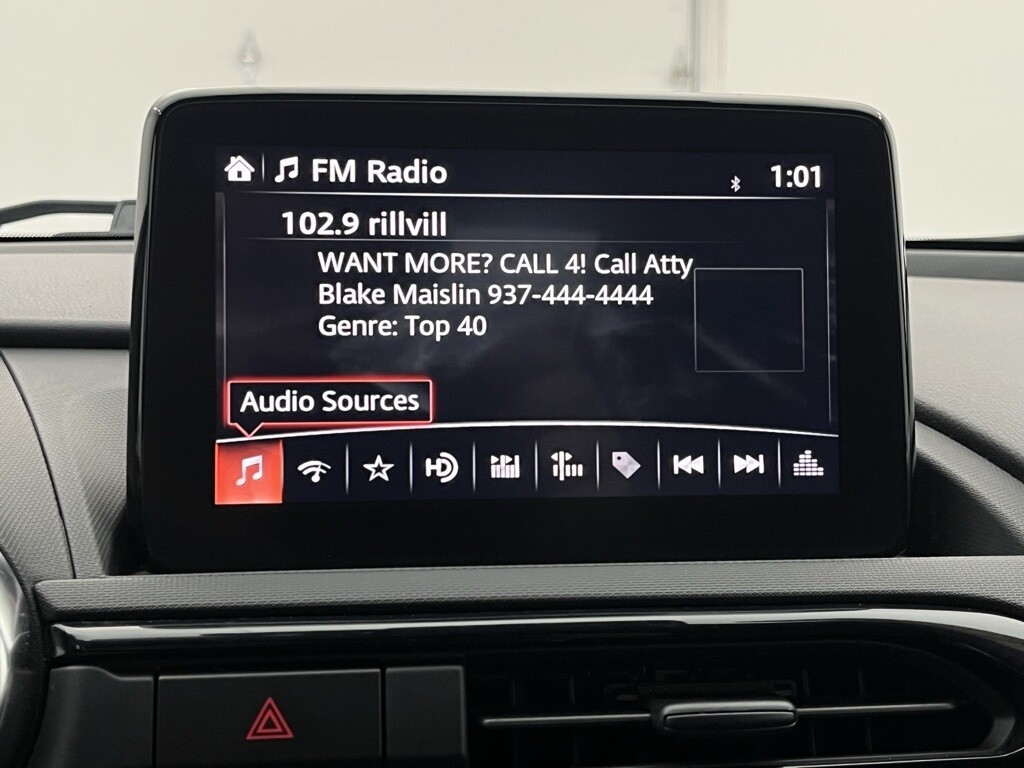 FM Radio
1:01
102.9 rillvill
WANT MORE? CALL 4! Call Atty
Blake Maislin 937-444-4444
Genre: Top 40
Audio Sources
HD